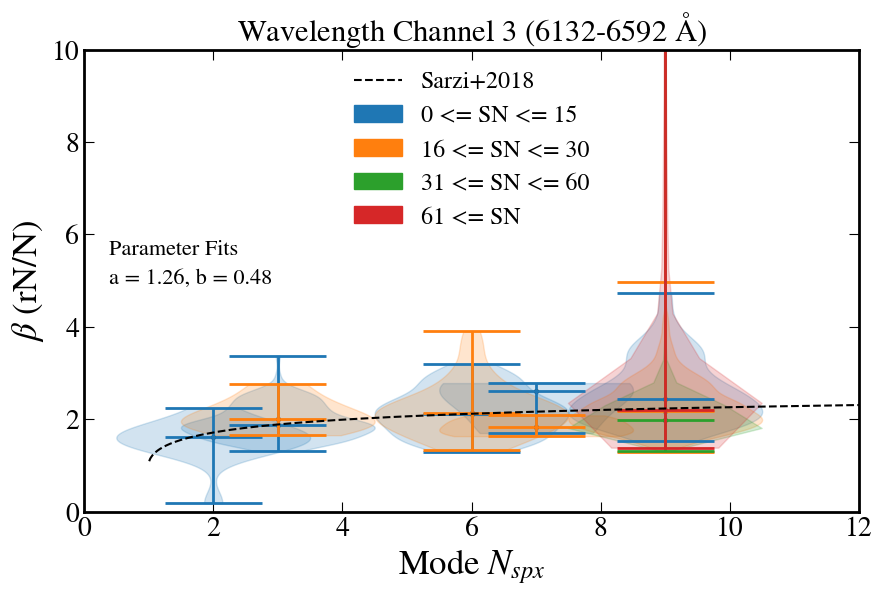 Wavelength Channel 3 (6132-6592 Å)
10
8
6
4
2
0
β (rN/N)
Sarzi+2018
0 <= SN <= 15
16 <= SN <= 30
31 <= SN <= 60
61 <= SN
Parameter Fits
a = 1.26, b = 0.48
0 2 4 6 8 10 12
Mode N_{spx}